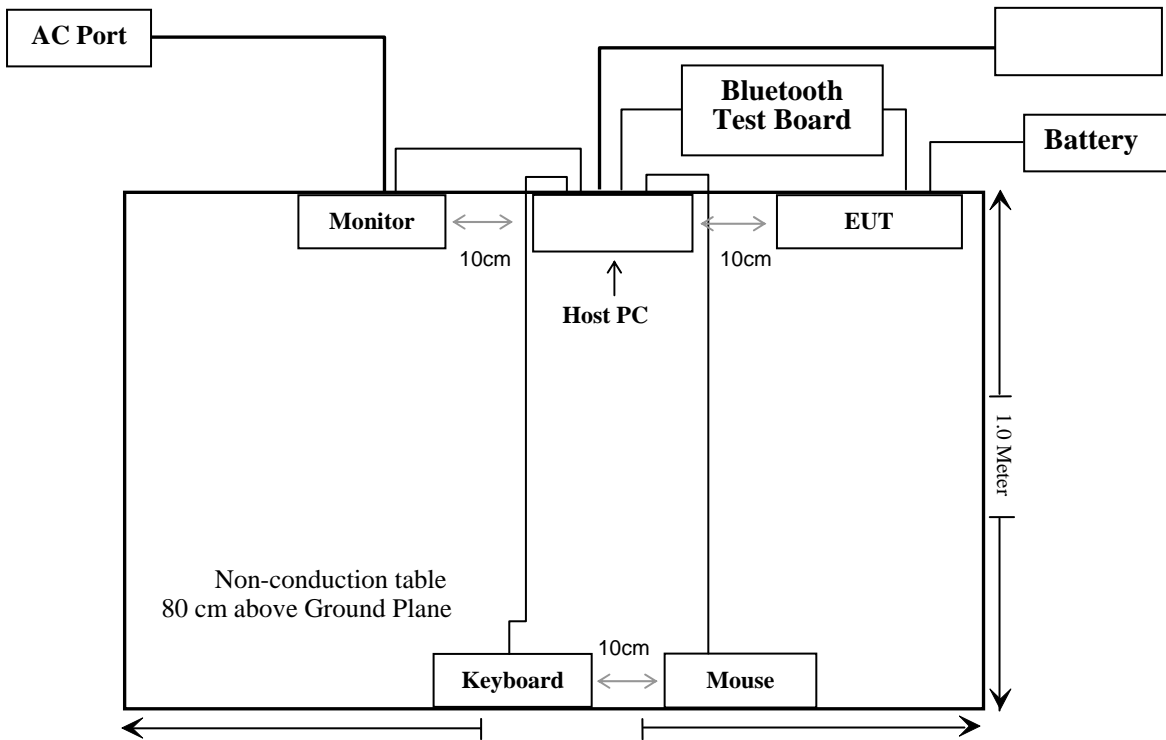 AC Port
Bluetooth
Test Board
Battery
Monitor
EUT
10cm
10cm
Host PC
1.0 Meter
Non-conduction table
80 cm above Ground Plane
10cm
Keyboard
Mouse